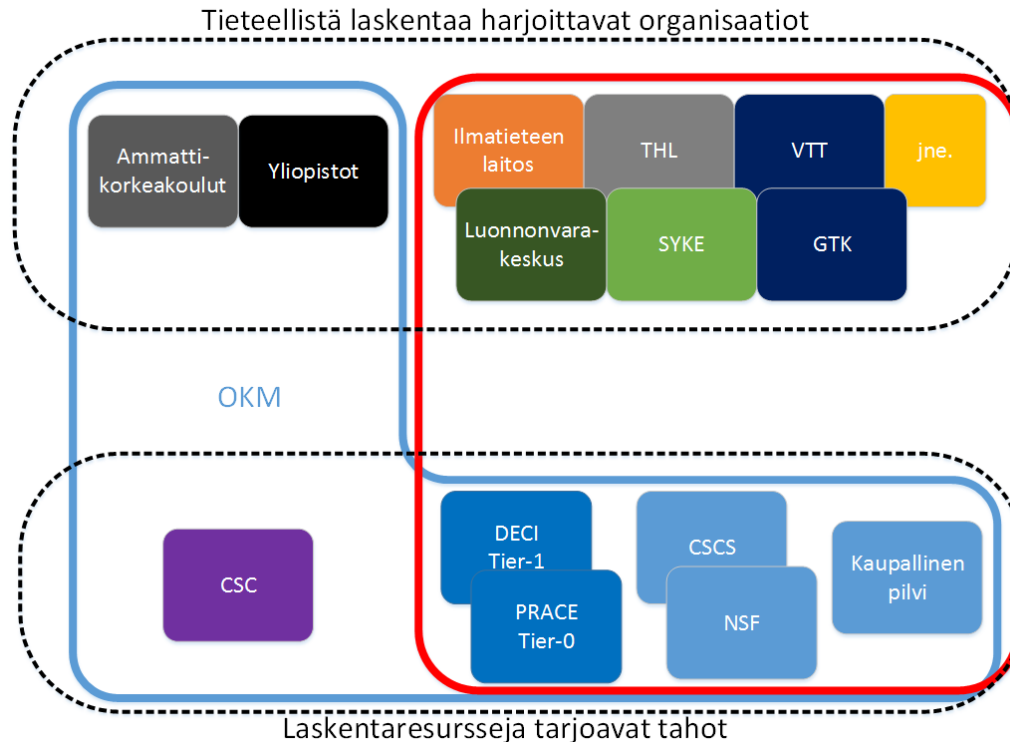 Tieteellistä laskentaa harjoittavat organisaatiot
Ammatti-
korkeakoulut
Yliopistot
Ilmatieteen
laitos
THL
VTT
jne.
Luonnonvara-
keskus
SYKE
GTK
OKM
CSC
DECI
Tier-1
PRACE
Tier-0
CSCS
NSF
Kaupallinen
pilvi
Laskentaresursseja tarjoavat tahot